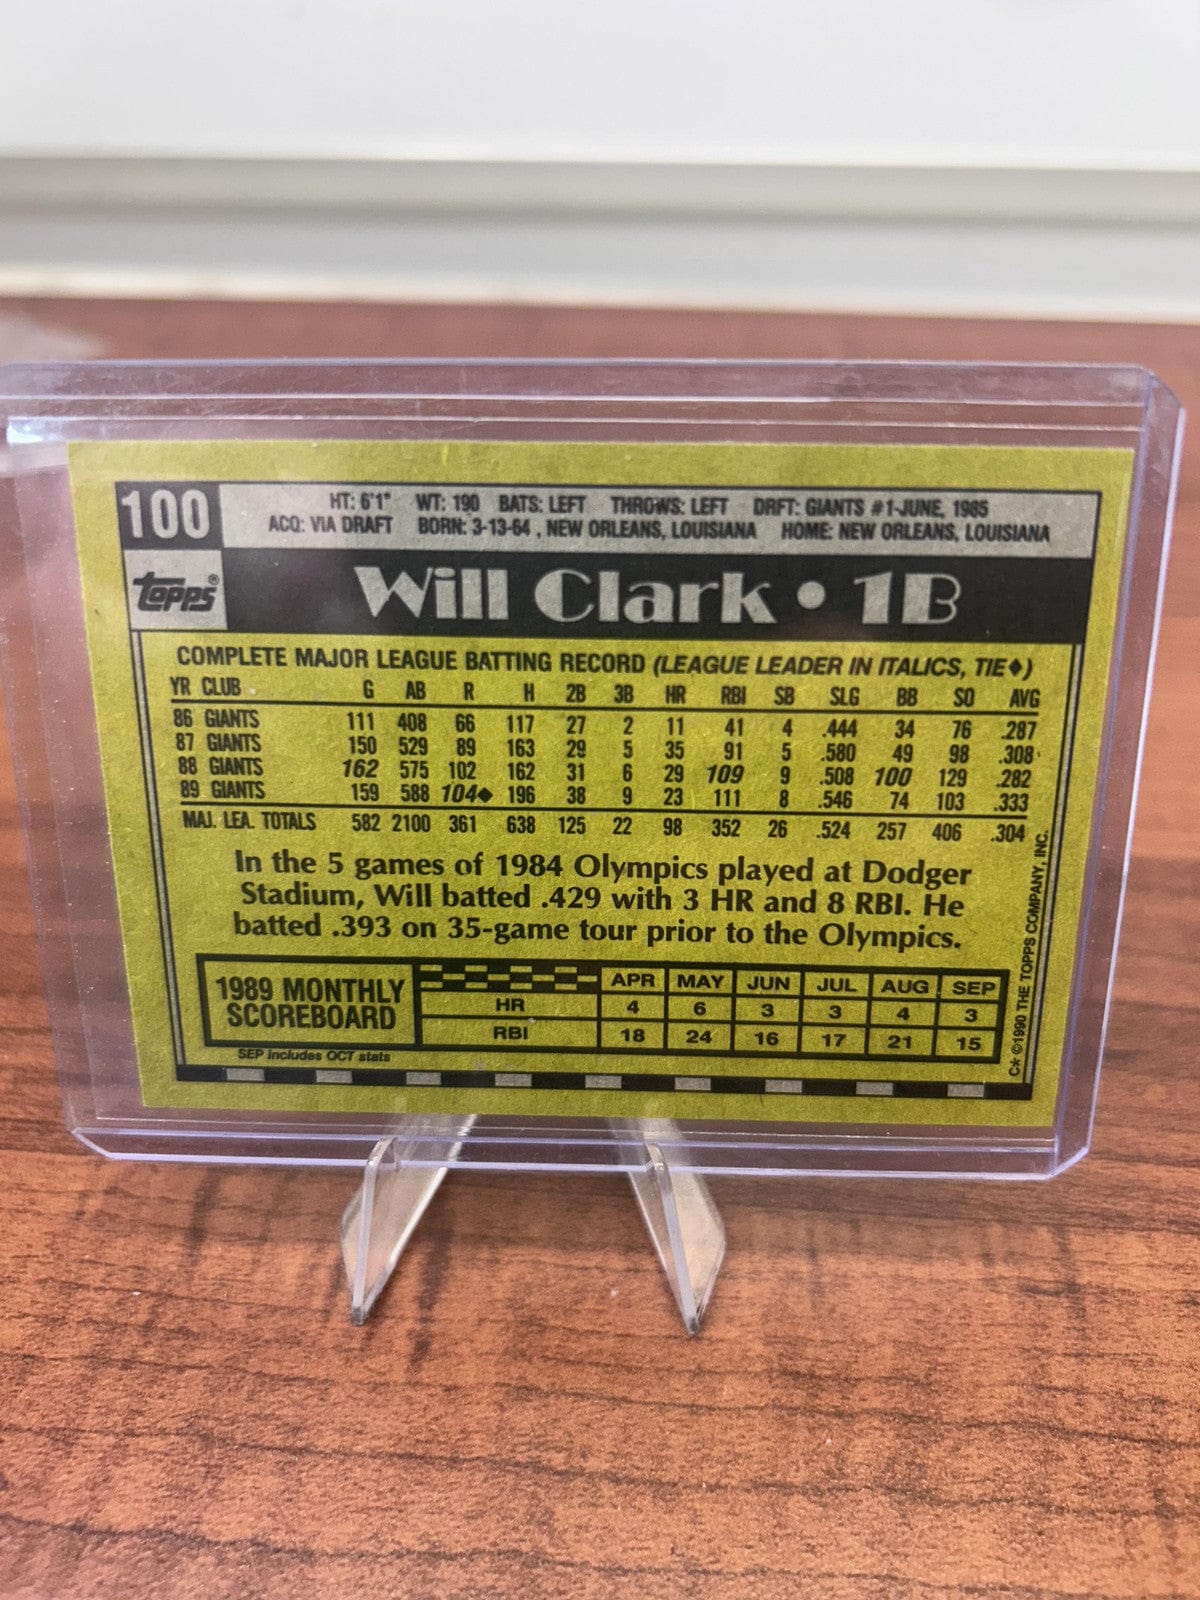 100
HT: 6'1" WT: 190 BATS: LEFT THROWS: LEFT DRFT: GIANTS #1-JUNE, 1985
ACQ: VIA DRAFT BORN: 3-13-64 , NEW ORLEANS, LOUISIANA HOME: NEW ORLEANS, LOUISIANA
Topps®
Will Clark • 1B
COMPLETE MAJOR LEAGUE BATTING RECORD (LEAGUE LEADER IN ITALICS, TIE♦)
YR CLUB G AB R H 2B 3B HR RBI SB SLG BB SO AVG
86 GIANTS 111 408 66 117 27 2 11 41 4 .444 34 76 .287
87 GIANTS 150 529 89 163 29 5 35 91 5 .580 49 98 .308
88 GIANTS 162 575 102 162 31 6 29 109 9 .508 100 129 .282
89 GIANTS 159 588 104♦ 196 38 9 23 111 8 .546 74 103 .333
MAJ. LEA. TOTALS 582 2100 361 638 125 22 98 352 26 .524 257 406 .304
In the 5 games of 1984 Olympics played at Dodger
Stadium, Will batted .429 with 3 HR and 8 RBI. He
batted .393 on 35-game tour prior to the Olympics.
1989 MONTHLY
SCOREBOARD
APR MAY JUN JUL AUG SEP
HR 4 6 3 3 4 3
RBI 18 24 16 17 21 15
SEP includes OCT stats
C* ©1990 THE TOPPS COMPANY, INC.